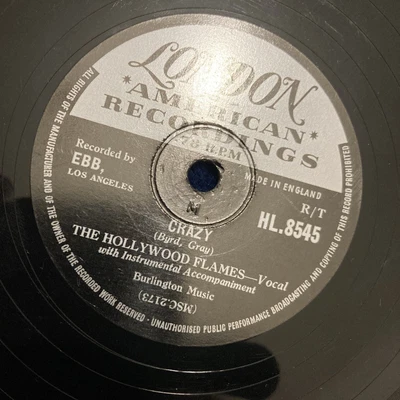 LONDON
*AMERICAN*
RECORDINGS
78 R.P.M
Recorded by
EBB,
LOS ANGELES
MADE IN ENGLAND
R/T
HL.8545
N
CRAZY
(Byrd, Gray)
THE HOLLYWOOD FLAMES—Vocal
with Instrumental Accompaniment
Burlington Music
(MSC.2173)
ALL RIGHTS OF THE MANUFACTURER AND OF THE OWNER OF THE RECORDED WORK RESERVED - UNAUTHORISED PUBLIC PERFORMANCE BROADCASTING AND COPYING OF THIS RECORD PROHIBITED